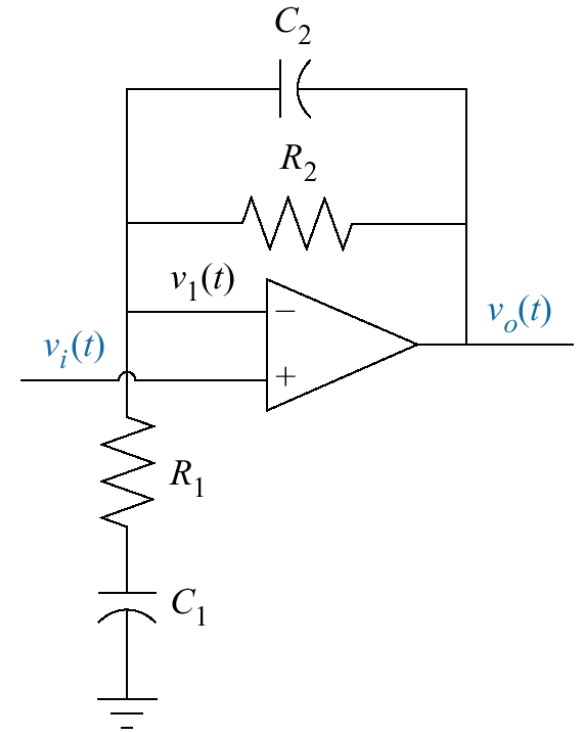 C₂
R₂
v₁(t)
−
vₒ(t)
vᵢ(t)
+
R₁
C₁